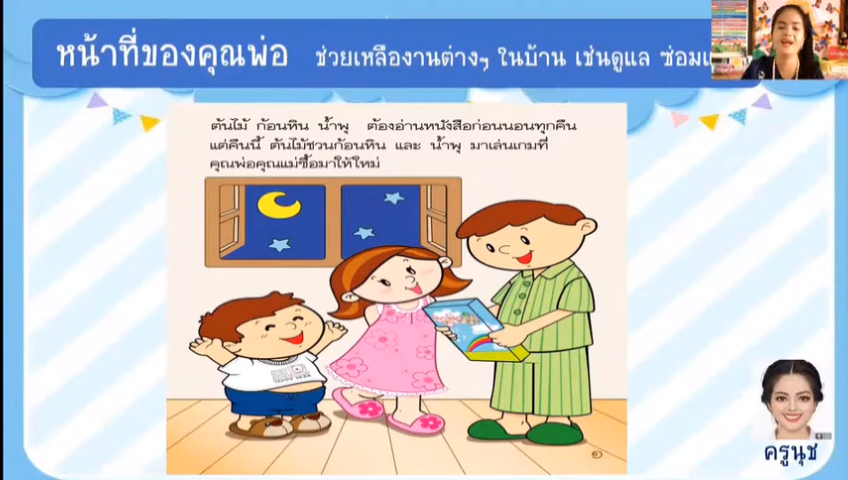 หน้าที่ของคุณพ่อ ช่วยเหลืองานต่างๆ ในบ้าน เช่นดูแล ซ่อม
ต้นไม้ ก้อนหิน น้ำพุ ต้องอ่านหนังสือก่อนนอนทุกคืน
แต่คืนนี้ ต้นไม้ชวนก้อนหิน และ น้ำพุ มาเล่นเกมที่
คุณพ่อคุณแม่ซื้อมาให้ใหม่
ครูนุช